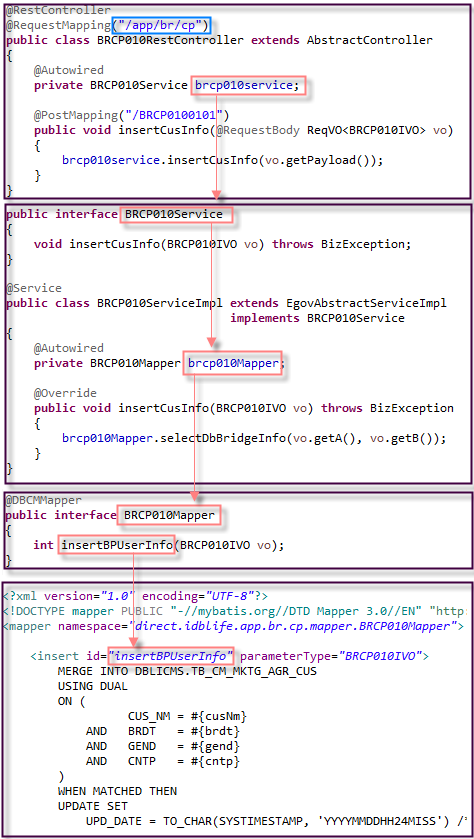 @RestController
@RequestMapping("/app/br/cp")
public class BRCP010RestController extends AbstractController
{
@Autowired
private BRCP010Service brcp010service;
@PostMapping("/BRCP0100101")
public void insertCusInfo(@RequestBody ReqVO<BRCP010IVO> vo)
{
brcp010service.insertCusInfo(vo.getPayload());
}
}
public interface BRCP010Service
{
void insertCusInfo(BRCP010IVO vo) throws BizException;
}
@Service
public class BRCP010ServiceImpl extends EgovAbstractServiceImpl
implements BRCP010Service
{
@Autowired
private BRCP010Mapper brcp010Mapper;
@Override
public void insertCusInfo(BRCP010IVO vo) throws BizException
{
brcp010Mapper.selectDbBridgeInfo(vo.getA(), vo.getB());
}
}
@DBCMMapper
public interface BRCP010Mapper
{
int insertBPUserInfo(BRCP010IVO vo);
}
<?xml version="1.0" encoding="UTF-8"?>
<!DOCTYPE mapper PUBLIC "-//mybatis.org//DTD Mapper 3.0//EN" "http:
<mapper namespace="direct.idblife.app.br.cp.mapper.BRCP010Mapper">
<insert id="insertBPUserInfo" parameterType="BRCP010IVO">
MERGE INTO DBLICMS.TB_CM_MKTG_AGR_CUS
USING DUAL
ON (
CUS_NM = #{cusNm}
AND BRDT = #{brdt}
AND GEND = #{gend}
AND CNTP = #{cntp}
)
WHEN MATCHED THEN
UPDATE SET
UPD_DATE = TO_CHAR(SYSTIMESTAMP, 'YYYYMMDDHH24MISS') /*